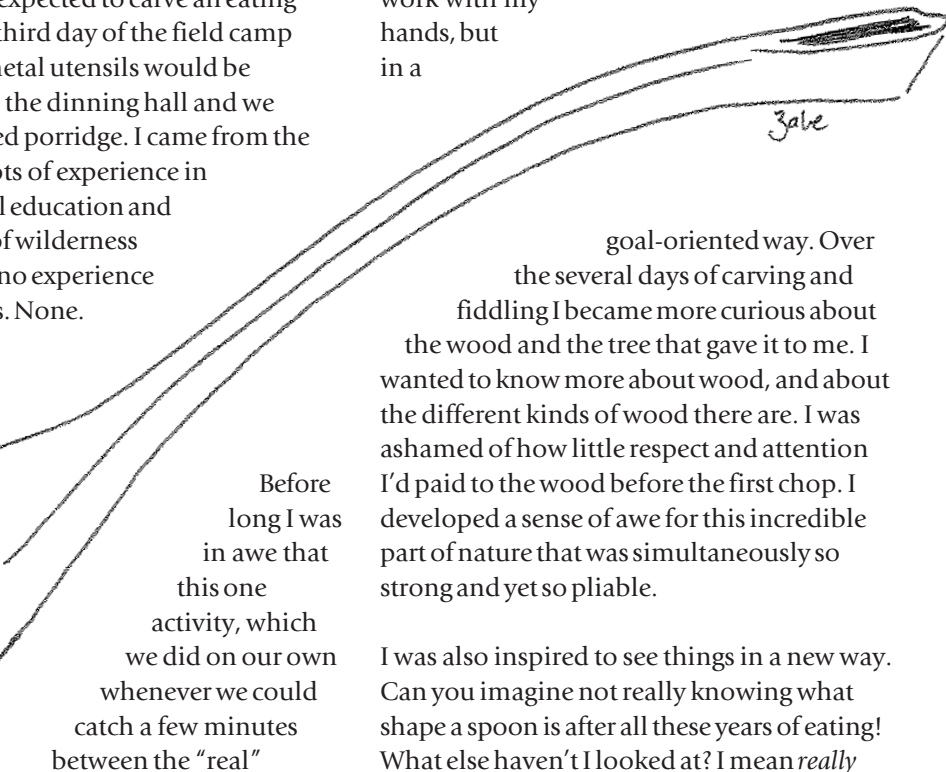 expected to carve an eating
third day of the field camp
metal utensils would be
the dinning hall and we
ed porridge. I came from the
ots of experience in
l education and
of wilderness
no experience
s. None.
Before
long I was
in awe that
this one
activity, which
we did on our own
whenever we could
catch a few minutes
between the “real”
work with my
hands, but
in a
goal-oriented way. Over
the several days of carving and
fiddling I became more curious about
the wood and the tree that gave it to me. I
wanted to know more about wood, and about
the different kinds of wood there are. I was
ashamed of how little respect and attention
I’d paid to the wood before the first chop. I
developed a sense of awe for this incredible
part of nature that was simultaneously so
strong and yet so pliable.
I was also inspired to see things in a new way.
Can you imagine not really knowing what
shape a spoon is after all these years of eating!
What else haven’t I looked at? I mean really